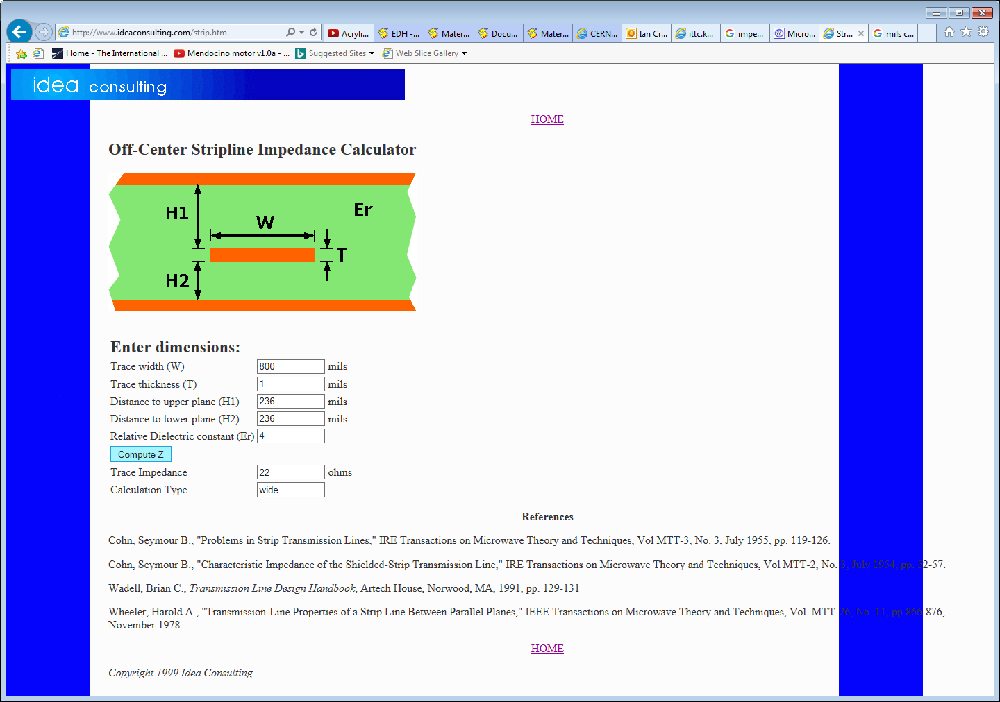 http://www.ideaconsulting.com/strip.htm
Acryli...
EDH - ...
Mater...
Docu...
Mater...
CERN...
Ian Cr...
ittc.k...
impe...
Micro...
Str...
mils c...
Home - The International ...
Mendocino motor v1.0a - ...
Suggested Sites
Web Slice Gallery
idea consulting
HOME
Off-Center Stripline Impedance Calculator
H1
W
Er
T
H2
Enter dimensions:
Trace width (W) 800 mils
Trace thickness (T) 1 mils
Distance to upper plane (H1) 236 mils
Distance to lower plane (H2) 236 mils
Relative Dielectric constant (Er) 4
Compute Z
Trace Impedance 22 ohms
Calculation Type wide
References
Cohn, Seymour B., "Problems in Strip Transmission Lines," IRE Transactions on Microwave Theory and Techniques, Vol MTT-3, No. 3, July 1955, pp. 119-126.
Cohn, Seymour B., "Characteristic Impedance of the Shielded-Strip Transmission Line," IRE Transactions on Microwave Theory and Techniques, Vol MTT-2, No. 3, July 1954, pp. 52-57.
Wadell, Brian C., Transmission Line Design Handbook, Artech House, Norwood, MA, 1991, pp. 129-131
Wheeler, Harold A., "Transmission-Line Properties of a Strip Line Between Parallel Planes," IEEE Transactions on Microwave Theory and Techniques, Vol. MTT-26, No. 11, pp 866-876,
November 1978.
HOME
Copyright 1999 Idea Consulting